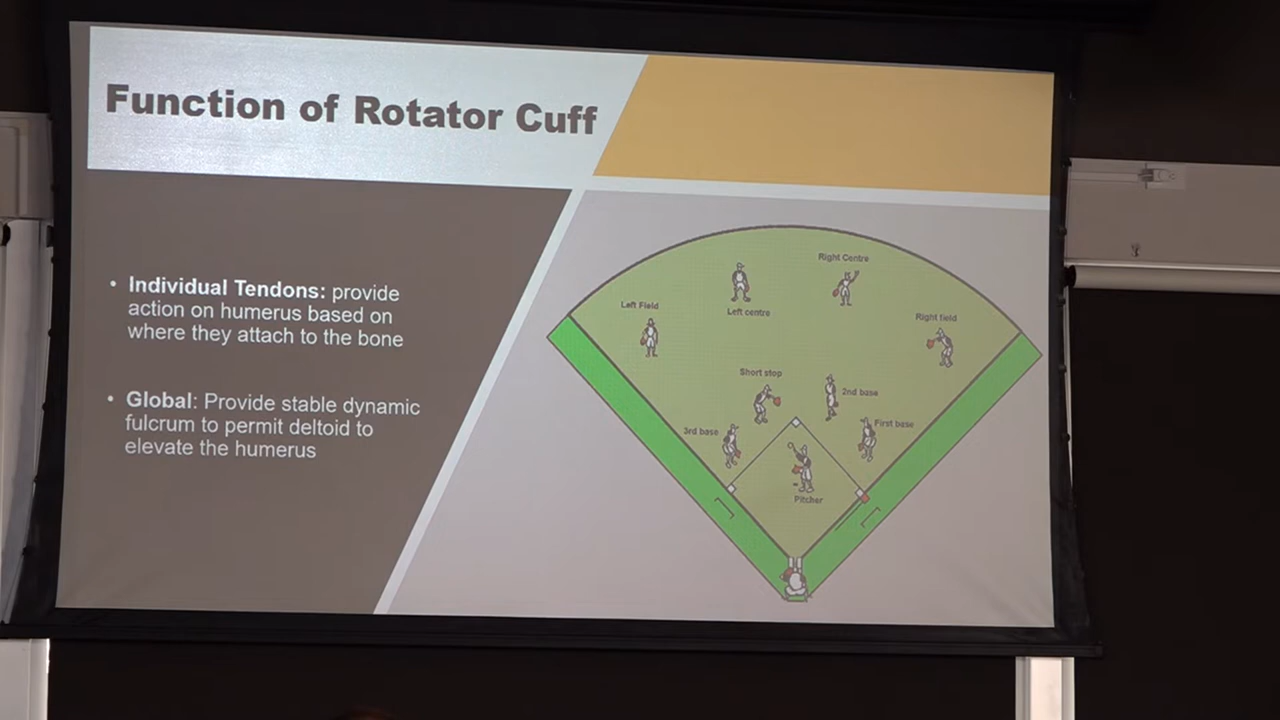 Function of Rotator Cuff
• Individual Tendons: provide
action on humerus based on
where they attach to the bone
• Global: Provide stable dynamic
fulcrum to permit deltoid to
elevate the humerus
Right Centre
Left Field
Left centre
Right field
Short stop
2nd base
3rd base
First base
Pitcher